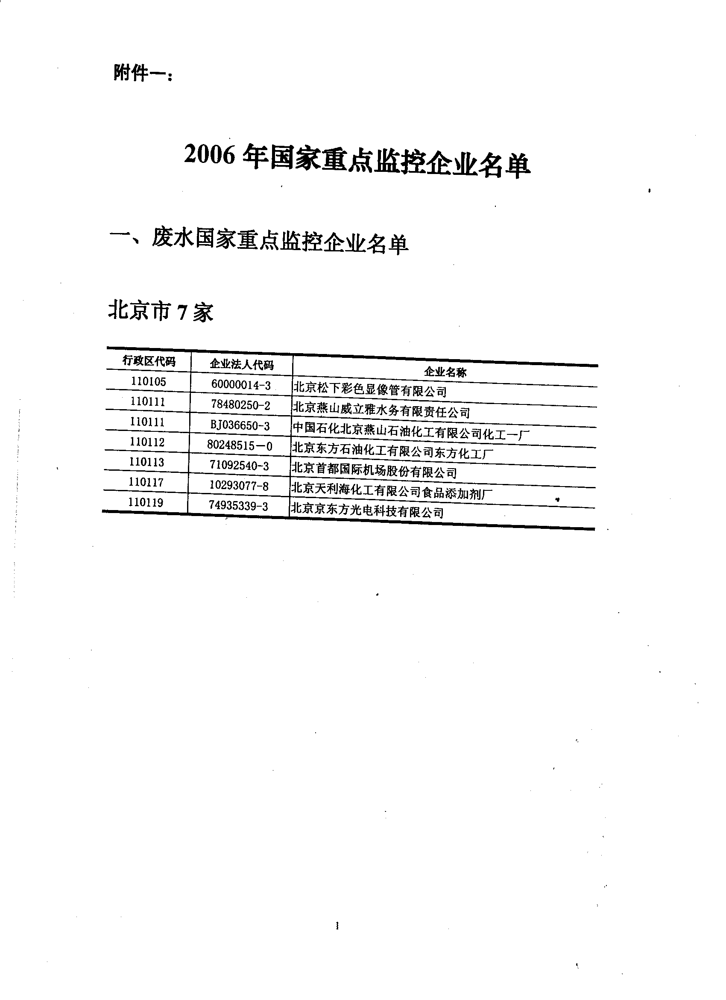 附件一：
2006 年国家重点监控企业名单
一、废水国家重点监控企业名单
北京市 7 家
行政区代码 企业法人代码 企业名称
110105 60000014-3 北京松下彩色显像管有限公司
110111 78480250-2 北京燕山威立雅水务有限责任公司
110111 BJ036650-3 中国石化北京燕山石油化工有限公司化工一厂
110112 80248515－0 北京东方石油化工有限公司东方化工厂
110113 71092540-3 北京首都国际机场股份有限公司
110117 10293077-8 北京天利海化工有限公司食品添加剂厂
110119 74935339-3 北京京东方光电科技有限公司
1